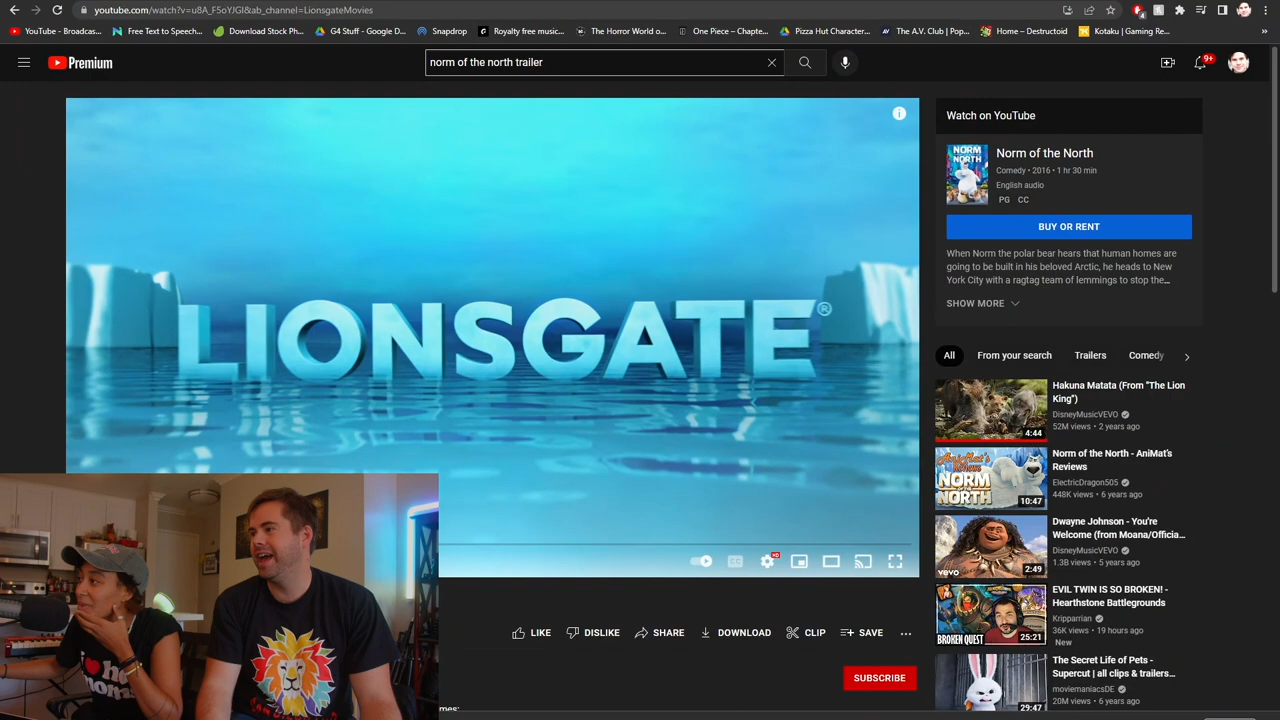 youtube.com/watch?v=u8A_F5oYJGI&ab_channel=LionsgateMovies
YouTube - Broadcas...
Free Text to Speech...
Download Stock Ph...
G4 Stuff - Google D...
Snapdrop
Royalty free music...
The Horror World o...
One Piece – Chapte...
Pizza Hut Character...
The A.V. Club | Pop...
Home – Destructoid
Kotaku | Gaming Re...
Premium
norm of the north trailer
9+
LIONSGATE®
HD
LIKE
DISLIKE
SHARE
DOWNLOAD
CLIP
SAVE
SUBSCRIBE
Watch on YouTube
NORM
NORTH
Norm of the North
Comedy • 2016 • 1 hr 30 min
English audio
PG CC
BUY OR RENT
When Norm the polar bear hears that human homes are
going to be built in his beloved Arctic, he heads to New
York City with a ragtag team of lemmings to stop the...
SHOW MORE
All
From your search
Trailers
Comedy
4:44
Hakuna Matata (From "The Lion
King")
DisneyMusicVEVO
52M views • 2 years ago
NORM
NORTH
10:47
Norm of the North - AniMat's
Reviews
ElectricDragon505
448K views • 6 years ago
vevo
2:49
Dwayne Johnson - You're
Welcome (from Moana/Officia...
DisneyMusicVEVO
1.3B views • 5 years ago
BROKEN QUEST
25:21
EVIL TWIN IS SO BROKEN! -
Hearthstone Battlegrounds
Kripparrian
36K views • 19 hours ago
New
29:47
The Secret Life of Pets -
Supercut | all clips & trailers...
moviemaniacsDE
20M views • 6 years ago